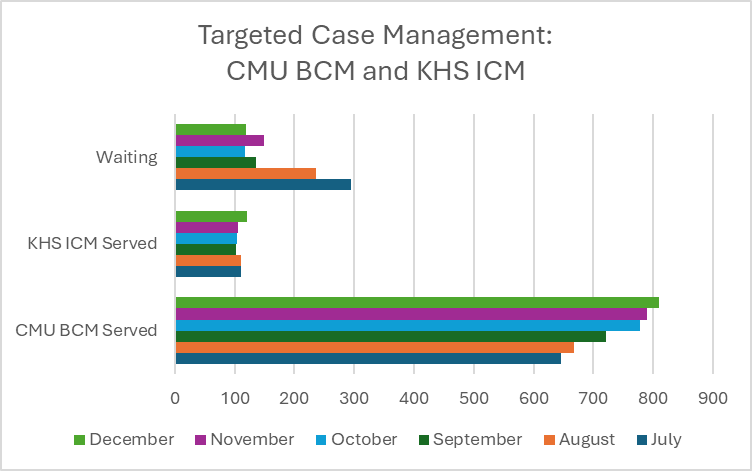 Targeted Case Management:
CMU BCM and KHS ICM
Waiting
KHS ICM Served
CMU BCM Served
0 100 200 300 400 500 600 700 800 900
December November October September August July